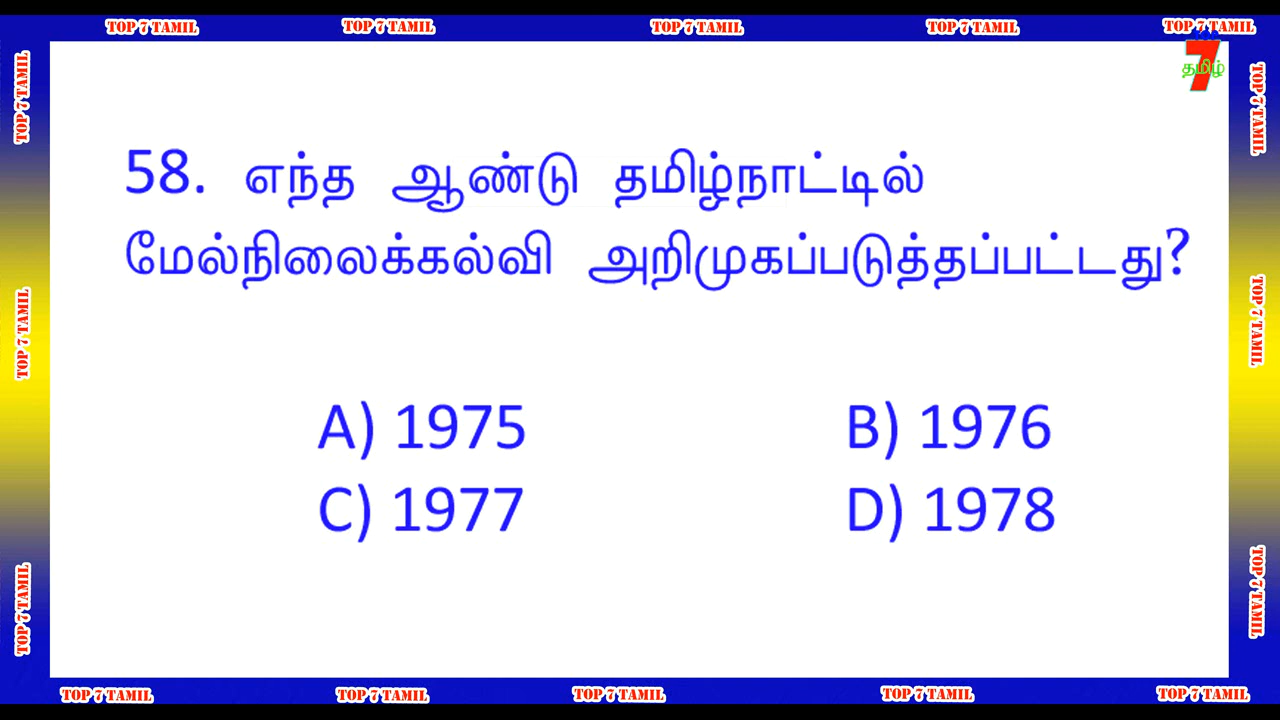 TOP 7 TAMIL TOP 7 TAMIL TOP 7 TAMIL TOP 7 TAMIL TOP 7 TAMIL
7
தமிழ்
TOP 7 TAMIL
TOP 7 TAMIL
58. எந்த ஆண்டு தமிழ்நாட்டில்
மேல்நிலைக்கல்வி அறிமுகப்படுத்தப்பட்டது?
TOP 7 TAMIL
TOP 7 TAMIL
A) 1975 B) 1976
C) 1977 D) 1978
TOP 7 TAMIL
TOP 7 TAMIL
TOP 7 TAMIL TOP 7 TAMIL TOP 7 TAMIL TOP 7 TAMIL TOP 7 TAMIL